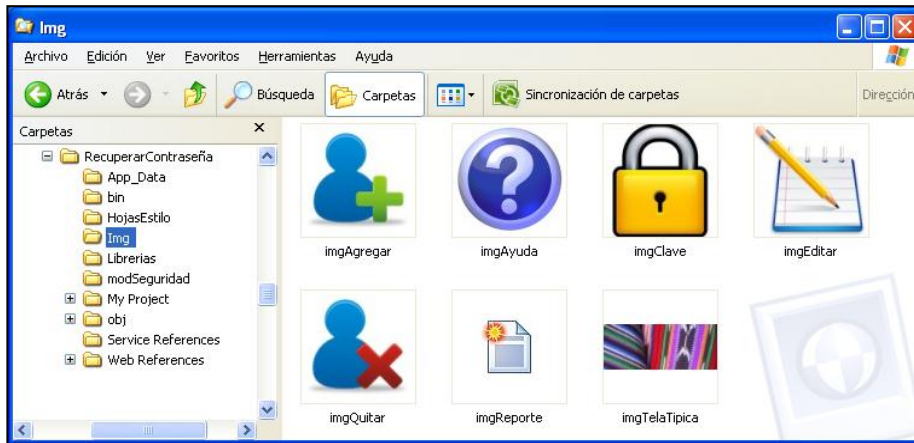 Img
Archivo Edición Ver Favoritos Herramientas Ayuda
Atrás Búsqueda Carpetas Sincronización de carpetas Dirección
Carpetas
RecuperarContraseña
App_Data
bin
HojasEstilo
Img
Librerias
modSeguridad
My Project
obj
Service References
Web References
imgAgregar imgAyuda imgClave imgEditar
imgQuitar imgReporte imgTelaTipica